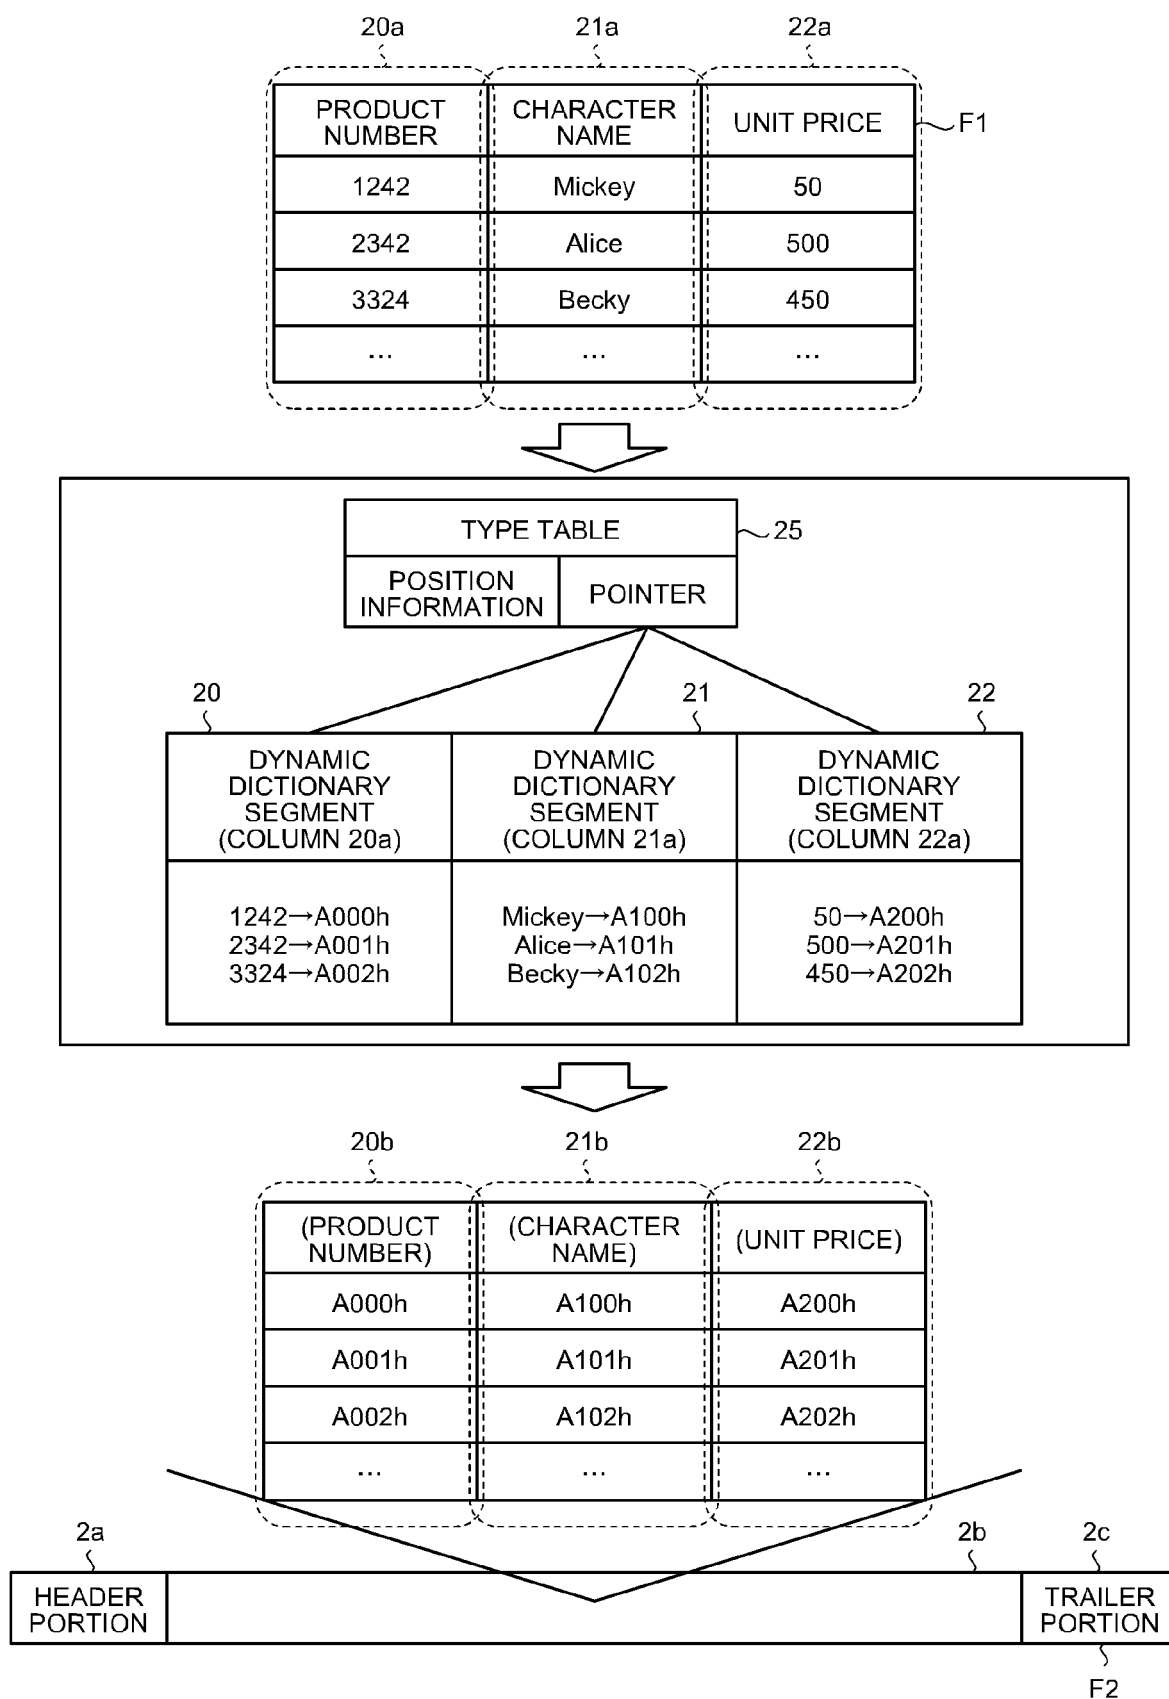 20a 21a 22a
PRODUCT NUMBER CHARACTER NAME UNIT PRICE F1
1242 Mickey 50
2342 Alice 500
3324 Becky 450
... ... ...
TYPE TABLE 25
POSITION INFORMATION POINTER
20 21 22
DYNAMIC DICTIONARY SEGMENT (COLUMN 20a) DYNAMIC DICTIONARY SEGMENT (COLUMN 21a) DYNAMIC DICTIONARY SEGMENT (COLUMN 22a)
1242→A000h Mickey→A100h 50→A200h
2342→A001h Alice→A101h 500→A201h
3324→A002h Becky→A102h 450→A202h
20b 21b 22b
(PRODUCT NUMBER) (CHARACTER NAME) (UNIT PRICE)
A000h A100h A200h
A001h A101h A201h
A002h A102h A202h
... ... ...
2a 2b 2c
HEADER PORTION TRAILER PORTION
F2